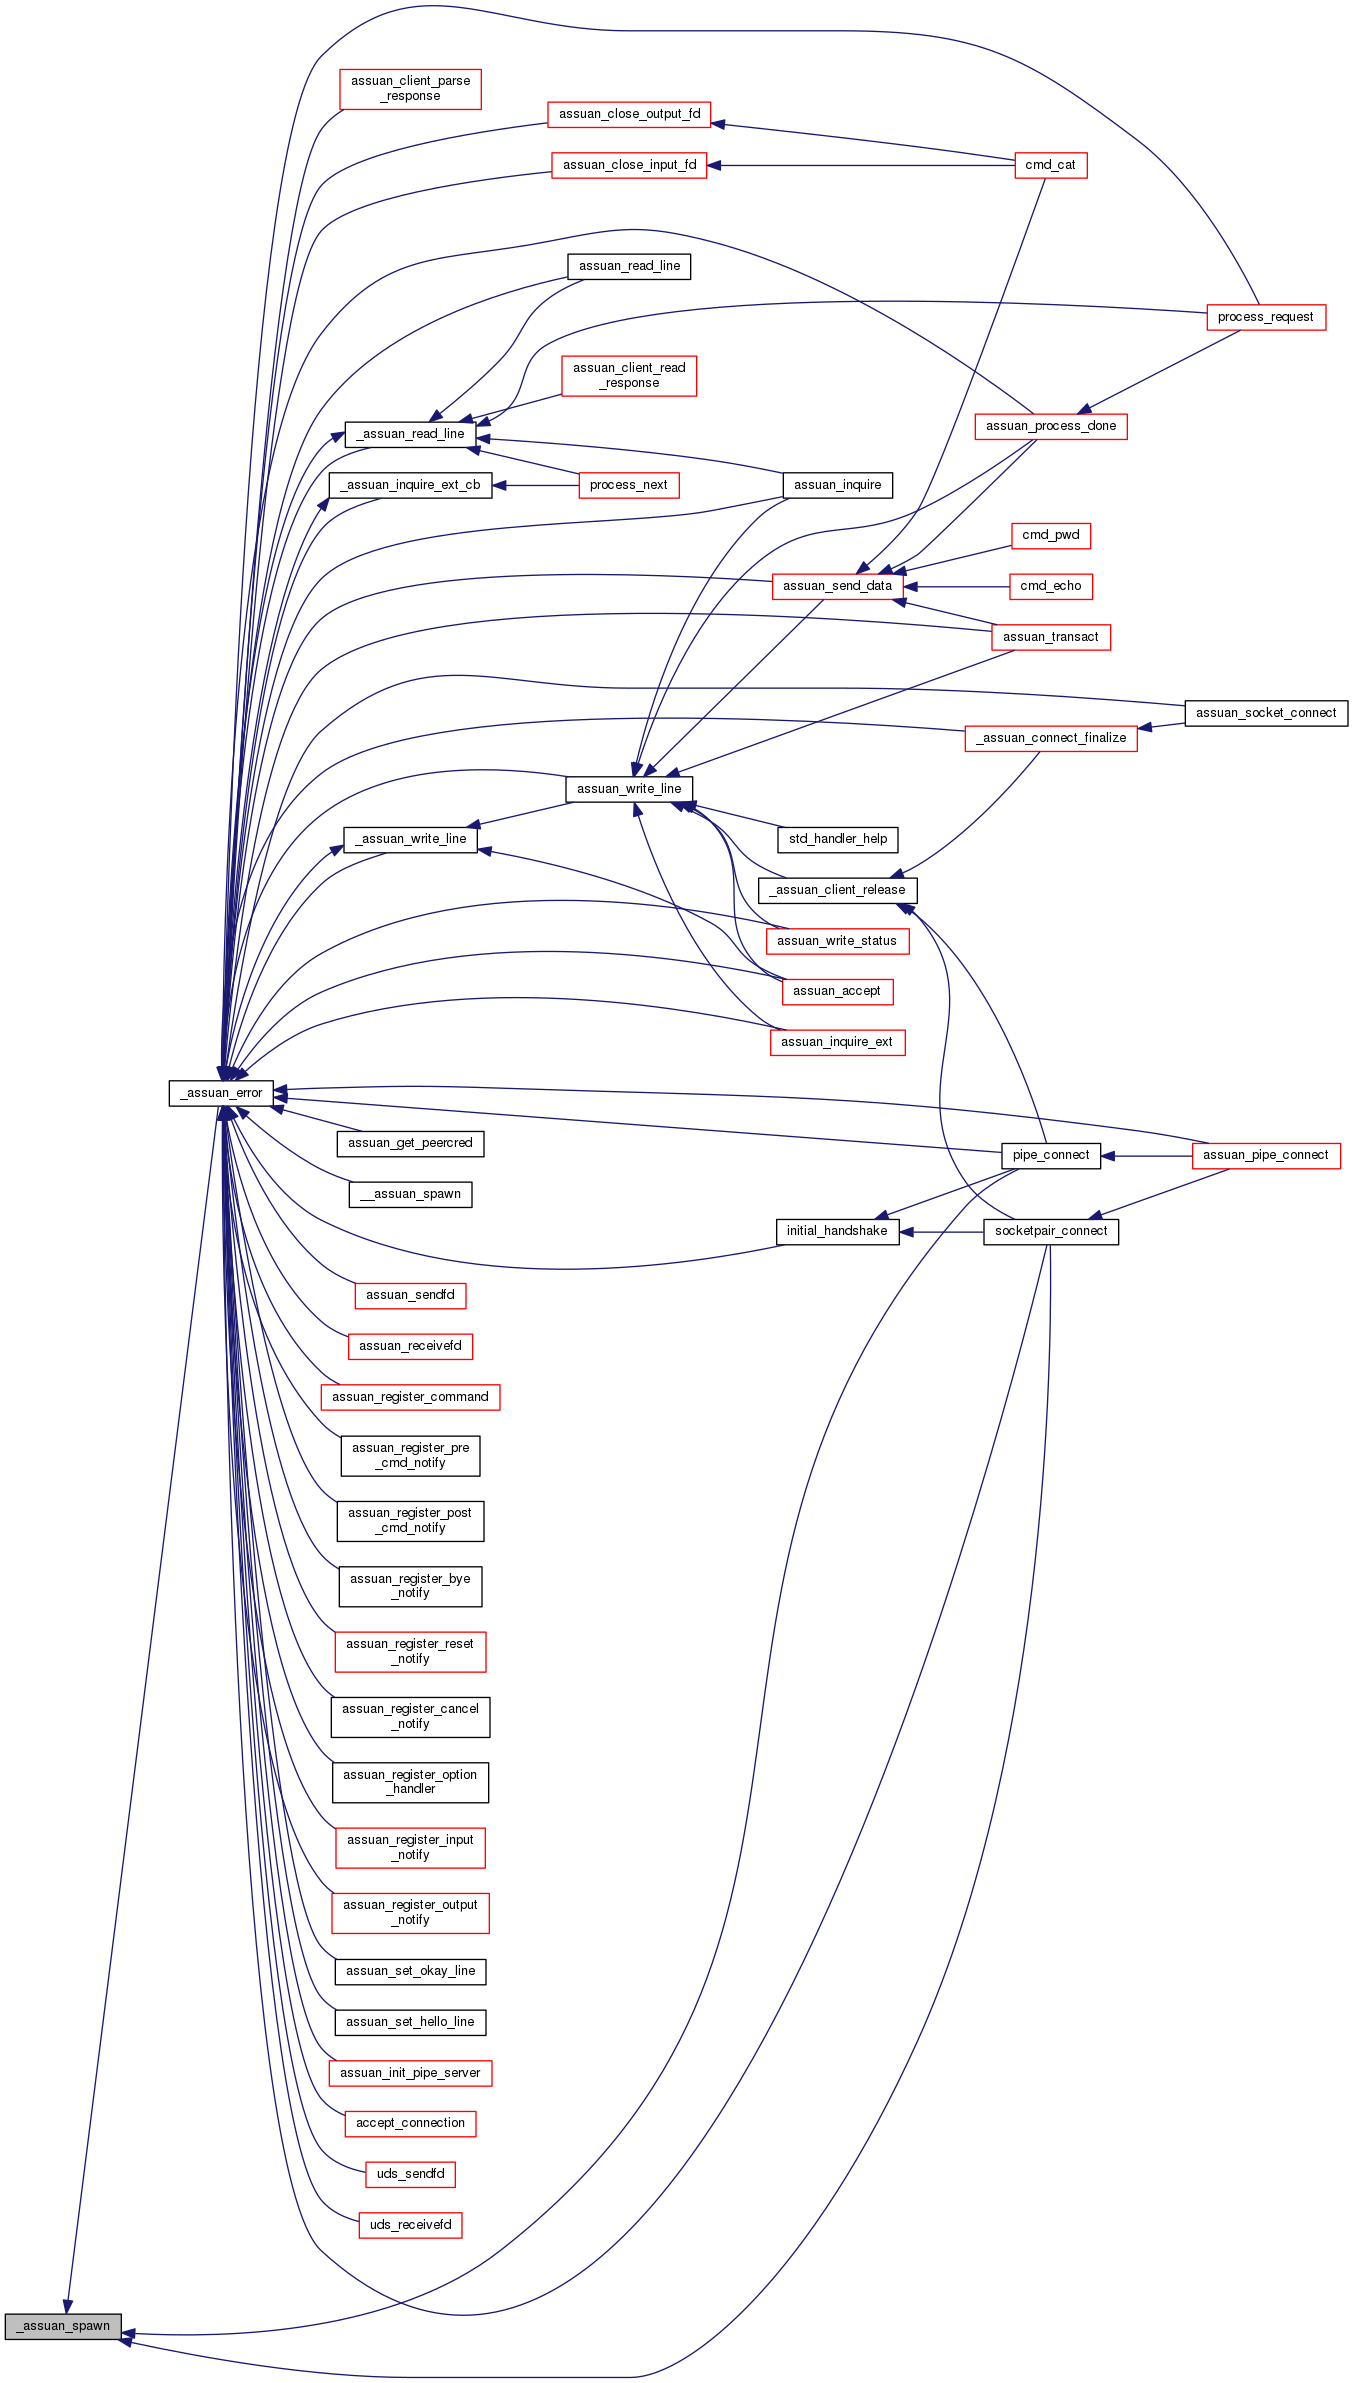 assuan_client_parse
_response
assuan_close_output_fd
assuan_close_input_fd
cmd_cat
assuan_read_line
process_request
assuan_client_read
_response
_assuan_read_line
assuan_process_done
_assuan_inquire_ext_cb
process_next
assuan_inquire
cmd_pwd
assuan_send_data
cmd_echo
assuan_transact
assuan_socket_connect
_assuan_connect_finalize
assuan_write_line
_assuan_write_line
std_handler_help
_assuan_client_release
assuan_write_status
assuan_accept
assuan_inquire_ext
_assuan_error
assuan_get_peercred
pipe_connect
assuan_pipe_connect
__assuan_spawn
initial_handshake
socketpair_connect
assuan_sendfd
assuan_receivefd
assuan_register_command
assuan_register_pre
_cmd_notify
assuan_register_post
_cmd_notify
assuan_register_bye
_notify
assuan_register_reset
_notify
assuan_register_cancel
_notify
assuan_register_option
_handler
assuan_register_input
_notify
assuan_register_output
_notify
assuan_set_okay_line
assuan_set_hello_line
assuan_init_pipe_server
accept_connection
uds_sendfd
uds_receivefd
_assuan_spawn